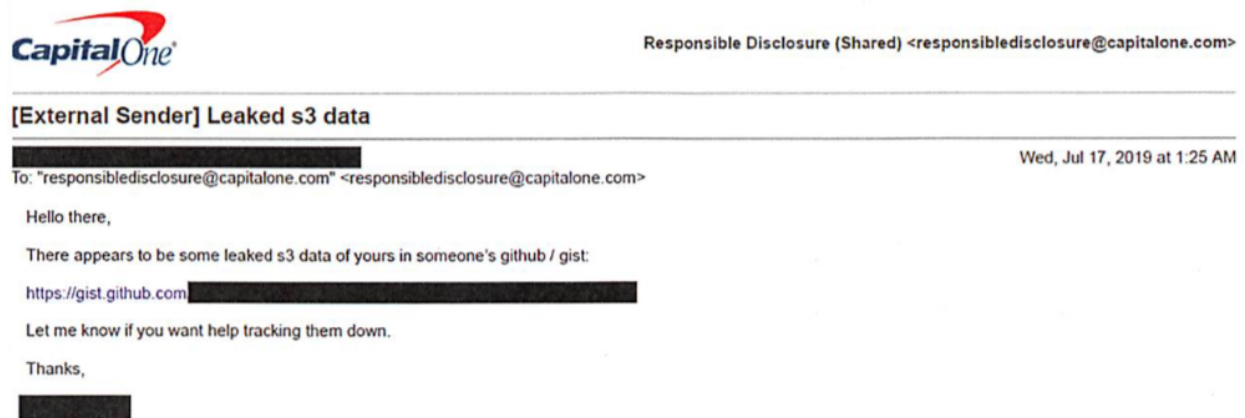 CapitalOne
Responsible Disclosure (Shared) <responsibledisclosure@capitalone.com>
[External Sender] Leaked s3 data
Wed, Jul 17, 2019 at 1:25 AM
To: "responsibledisclosure@capitalone.com" <responsibledisclosure@capitalone.com>
Hello there,
There appears to be some leaked s3 data of yours in someone's github / gist:
https://gist.github.com
Let me know if you want help tracking them down.
Thanks,